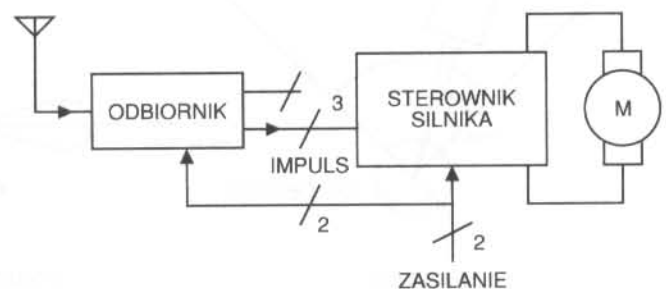 ODBIORNIK
3
IMPULS
STEROWNIK
SILNIKA
M
2
2
ZASILANIE